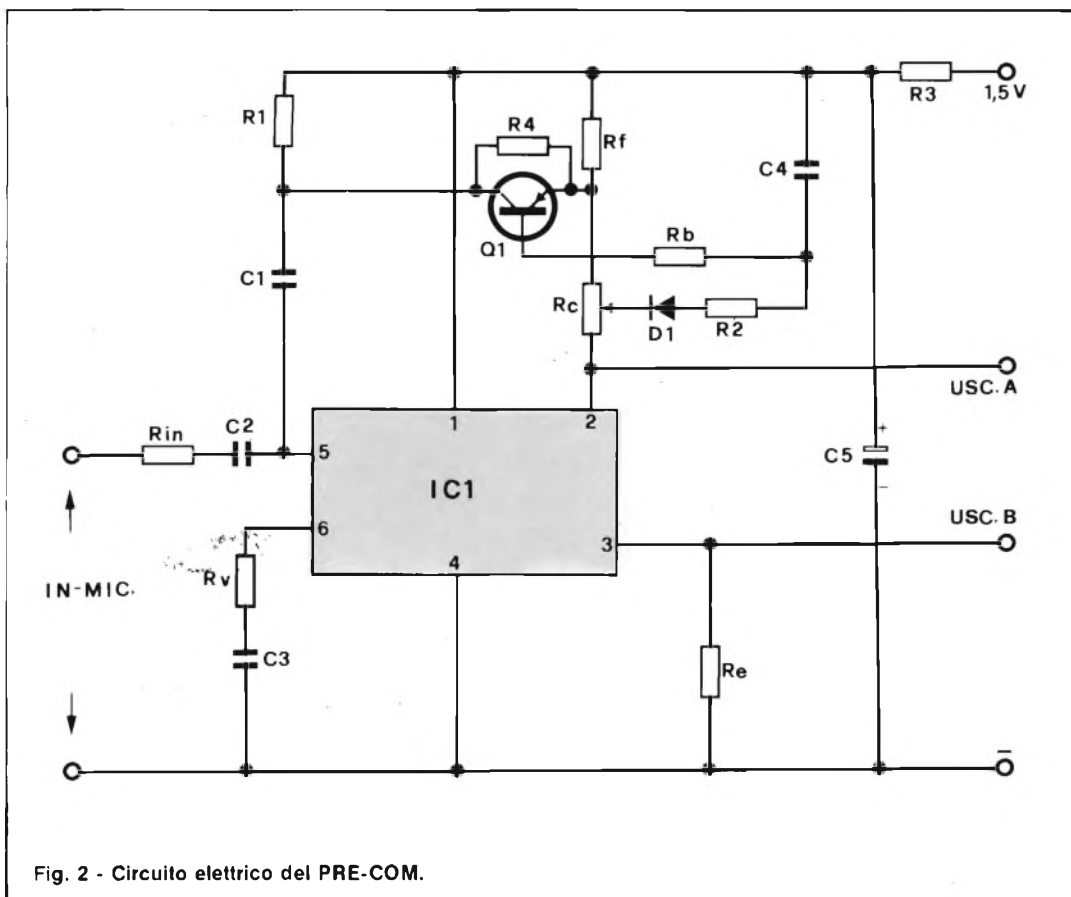 R3
1,5 V
R1
R4
Rf
C4
Q1
Rb
C1
Rc
D1
R2
USC. A
Rin
C2
5
1
2
+
C5
−
IC1
USC. B
6
3
4
Rv
IN-MIC.
C3
Re
−
Fig. 2 - Circuito elettrico del PRE-COM.